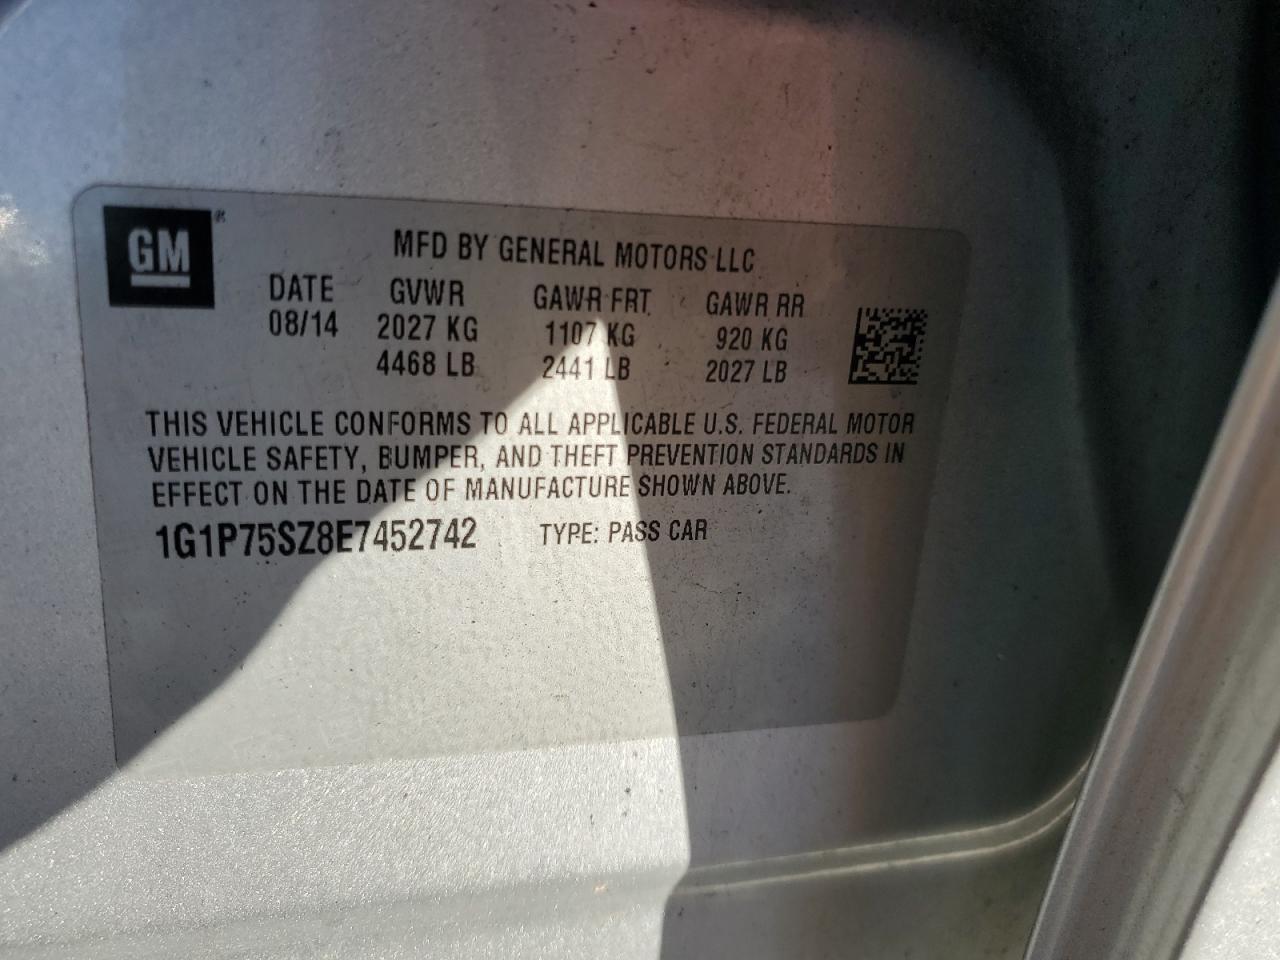 GM®
MFD BY GENERAL MOTORS LLC
DATE GVWR GAWR FRT GAWR RR
08/14 2027 KG 1107 KG 920 KG
4468 LB 2441 LB 2027 LB
THIS VEHICLE CONFORMS TO ALL APPLICABLE U.S. FEDERAL MOTOR
VEHICLE SAFETY, BUMPER, AND THEFT PREVENTION STANDARDS IN
EFFECT ON THE DATE OF MANUFACTURE SHOWN ABOVE.
1G1P75SZ8E7452742 TYPE: PASS CAR